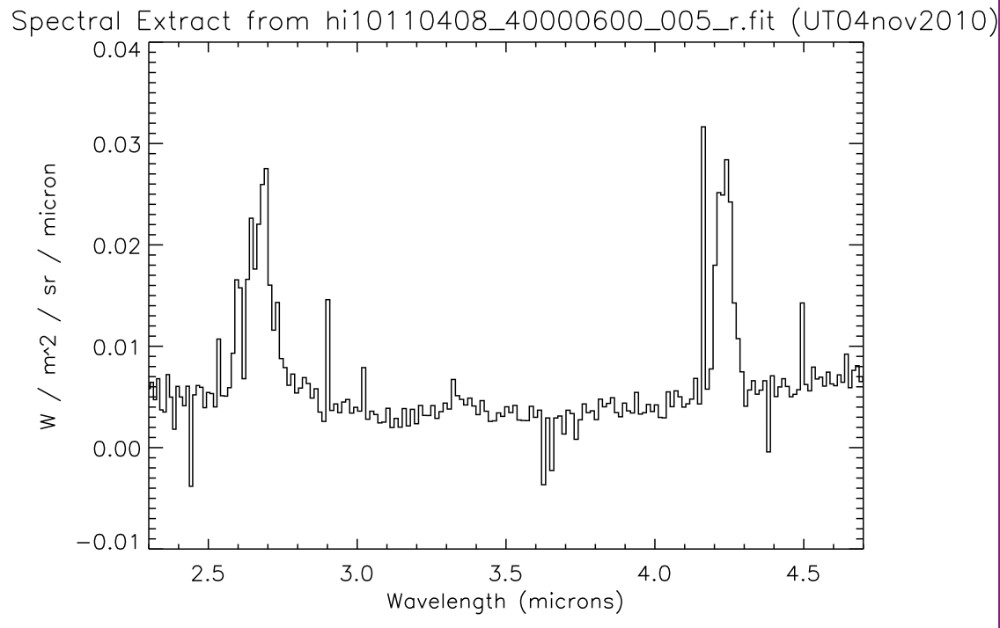 Spectral Extract from hi10110408_40000600_005_r.fit (UT04nov2010)
0.04
0.03
0.02
0.01
0.00
-0.01
W / m^2 / sr / micron
2.5 3.0 3.5 4.0 4.5
Wavelength (microns)